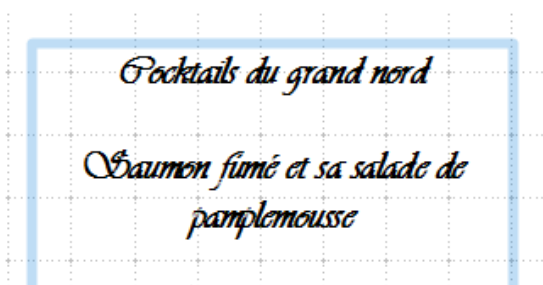 Cocktails du grand nord
Saumon fumé et sa salade de
pamplemousse